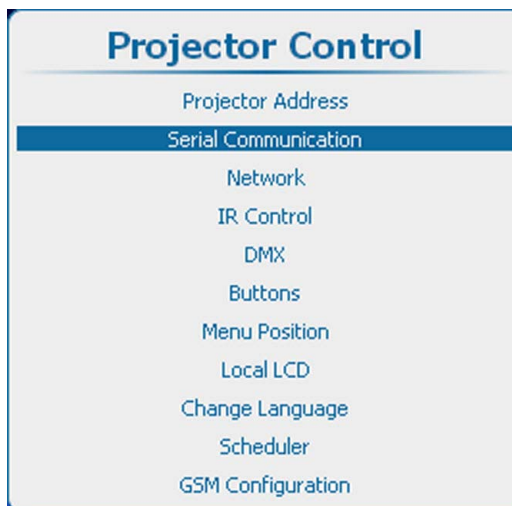 Projector Control
Projector Address
Serial Communication
Network
IR Control
DMX
Buttons
Menu Position
Local LCD
Change Language
Scheduler
GSM Configuration